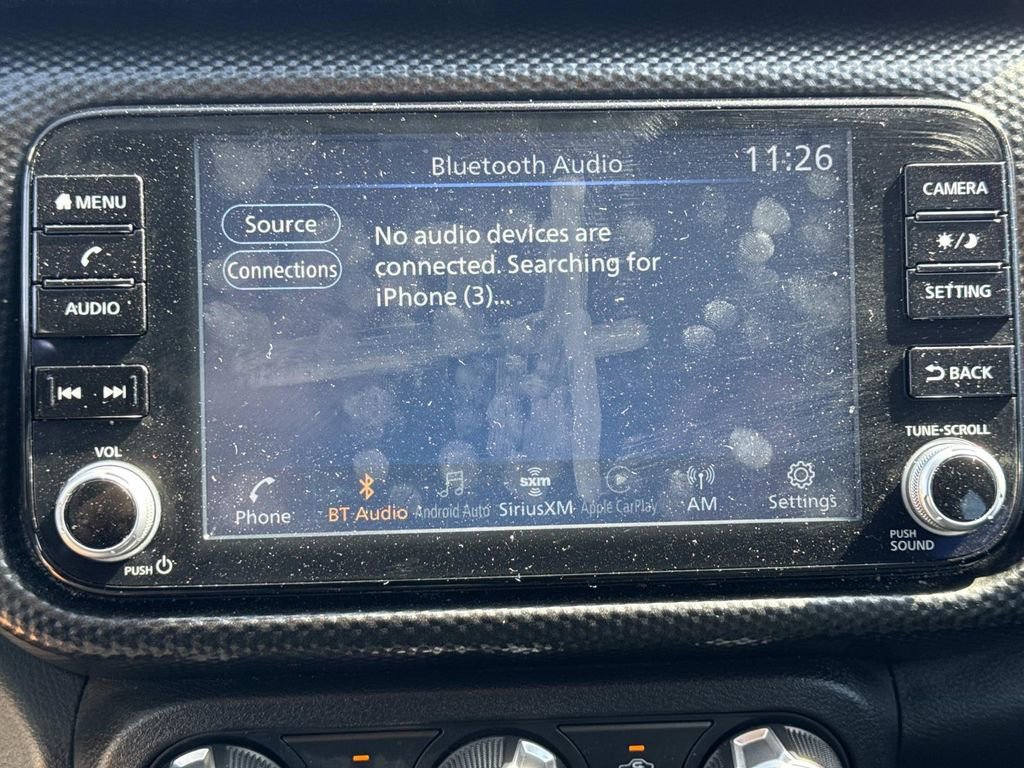 Bluetooth Audio 11:26
MENU
AUDIO
VOL
PUSH
Source
Connections
No audio devices are
connected. Searching for
iPhone (3)...
Phone
BT Audio
Android Auto
sxm
SiriusXM
Apple CarPlay
AM
Settings
CAMERA
SETTING
BACK
TUNE•SCROLL
PUSH
SOUND